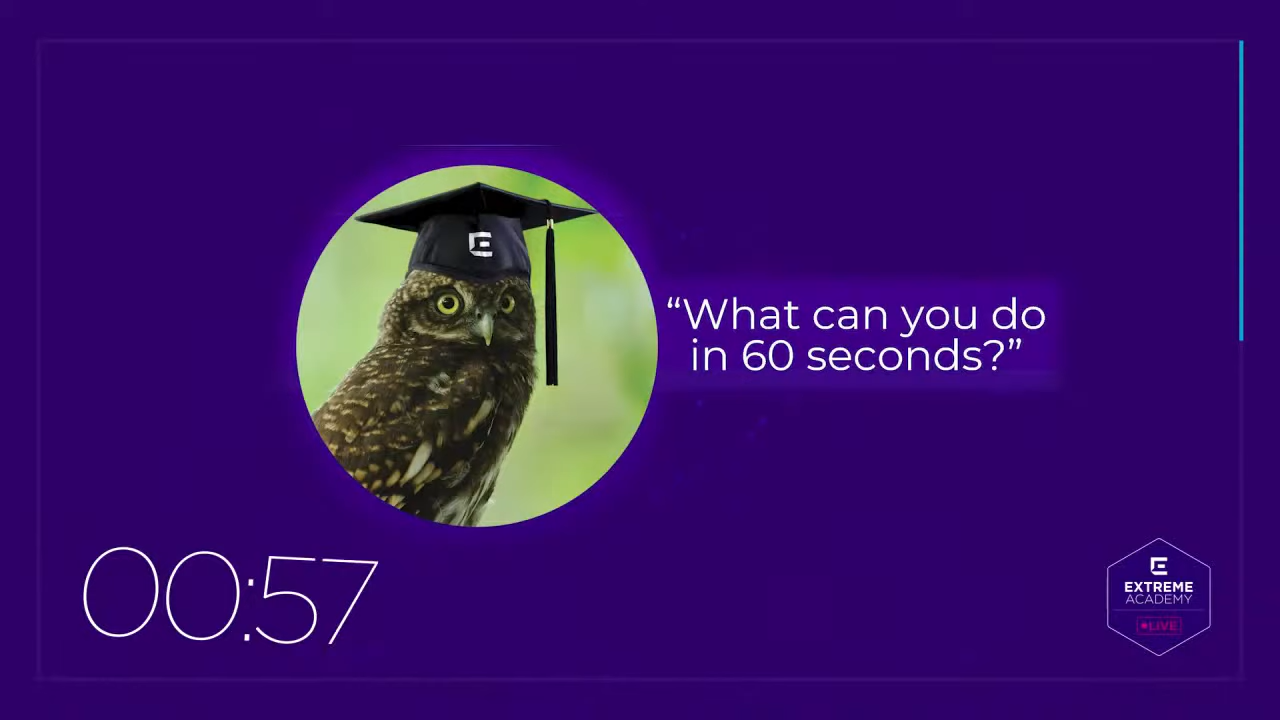 “What can you do
in 60 seconds?”
00:57
E
EXTREME
ACADEMY
LIVE